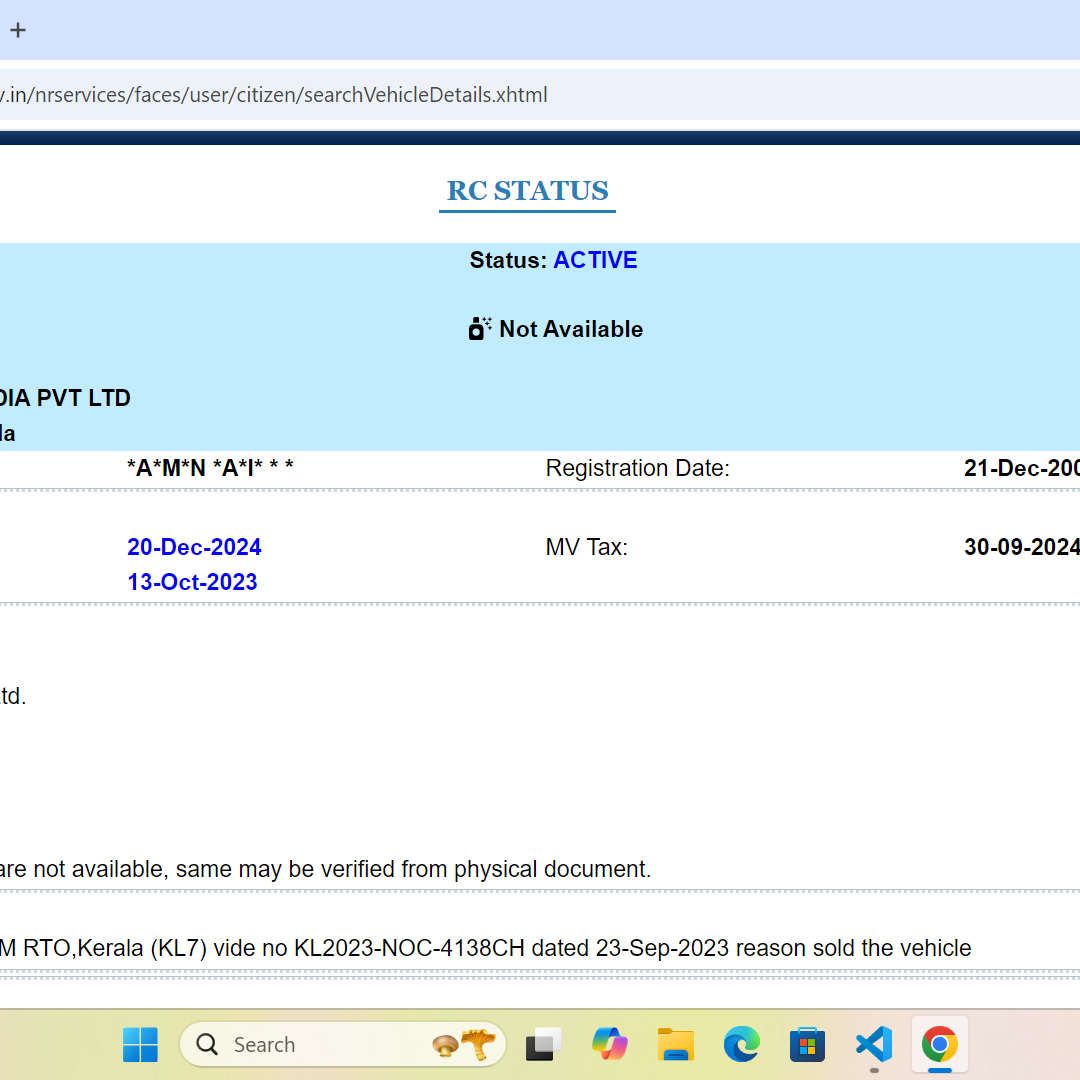 +
v.in/nrservices/faces/user/citizen/searchVehicleDetails.xhtml
RC STATUS
Status: ACTIVE
Not Available
DIA PVT LTD
la
*A*M*N *A*I* * * Registration Date: 21-Dec-200
20-Dec-2024 MV Tax: 30-09-2024
13-Oct-2023
td.
are not available, same may be verified from physical document.
M RTO,Kerala (KL7) vide no KL2023-NOC-4138CH dated 23-Sep-2023 reason sold the vehicle
Search